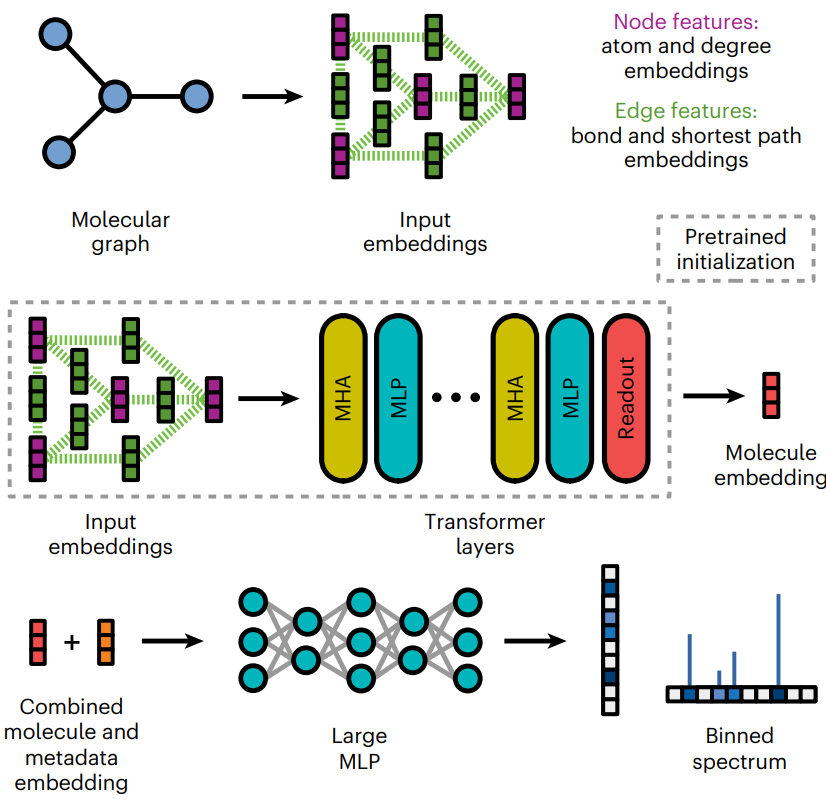 Node features:
atom and degree
embeddings
Edge features:
bond and shortest path
embeddings
Molecular
graph
Input
embeddings
Pretrained
initialization
MHA
MLP
MHA
MLP
Readout
Molecule
embedding
Input
embeddings
Transformer
layers
+
Combined
molecule and
metadata
embedding
Large
MLP
Binned
spectrum